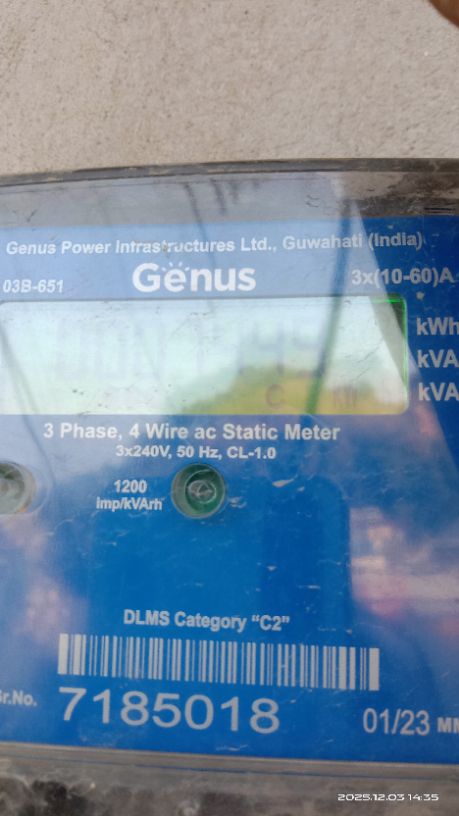 Genus Power Infrastructures Ltd., Guwahati (India)
03B-651 Genus 3x(10-60)A
kWh
kVA
kVA
3 Phase, 4 Wire ac Static Meter
3x240V, 50 Hz, CL-1.0
1200
imp/kVArh
DLMS Category "C2"
Sr.No. 7185018 01/23
2025.12.03 14:35